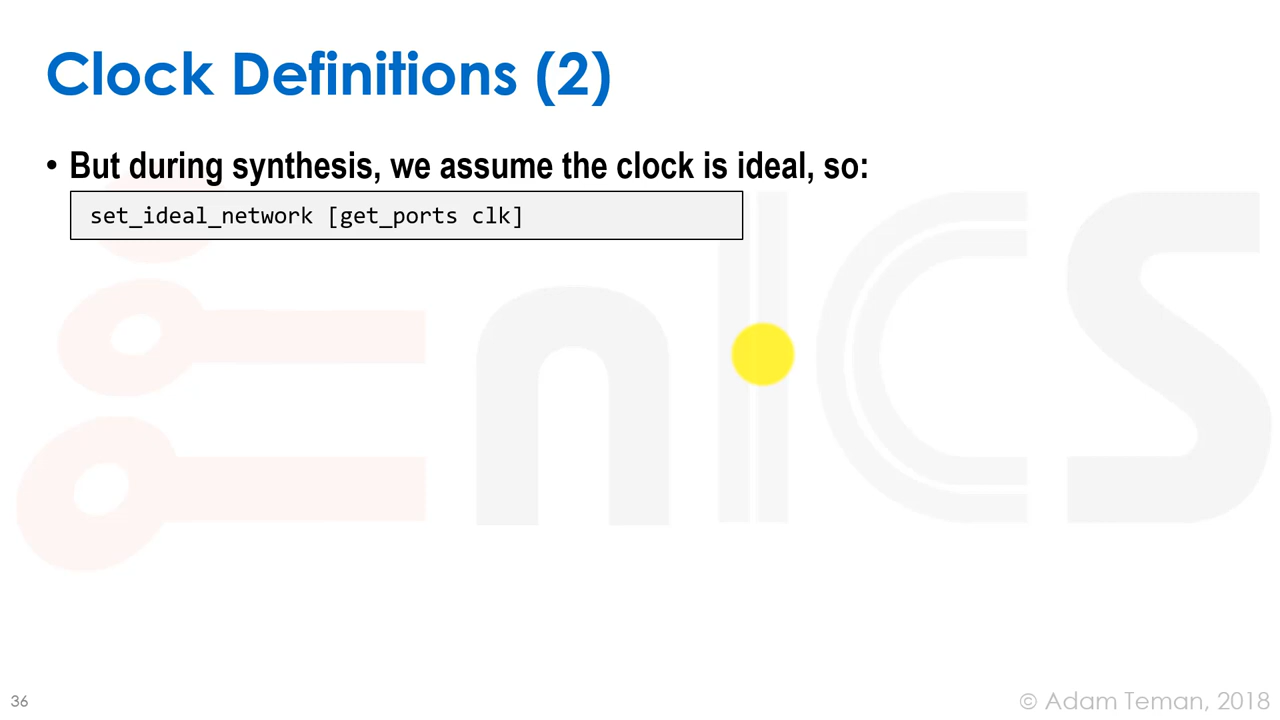 Clock Definitions (2)
• But during synthesis, we assume the clock is ideal, so:
set_ideal_network [get_ports clk]
enICS
36
© Adam Teman, 2018